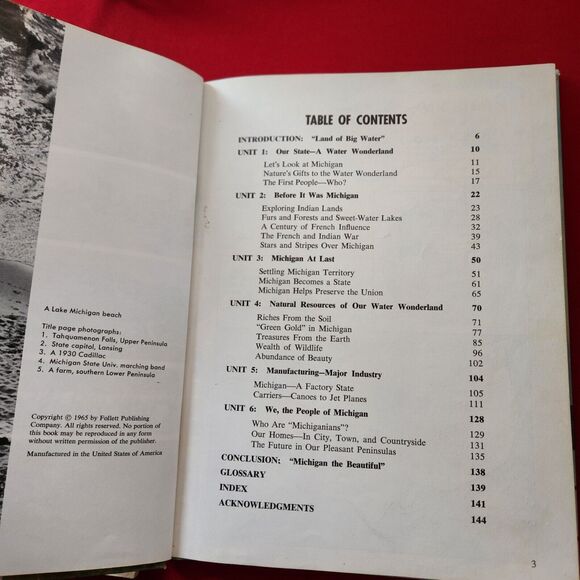 A Lake Michigan beach
Title page photographs:
1. Tahquamenon Falls, Upper Peninsula
2. State capitol, Lansing
3. A 1930 Cadillac
4. Michigan State Univ. marching band
5. A farm, southern Lower Peninsula
Copyright © 1965 by Follett Publishing
Company. All rights reserved. No portion of
this book may be reproduced in any form
without written permission of the publisher.
Manufactured in the United States of America
TABLE OF CONTENTS
INTRODUCTION: "Land of Big Water" 6
UNIT 1: Our State—A Water Wonderland 10
Let's Look at Michigan 11
Nature's Gifts to the Water Wonderland 15
The First People—Who? 17
UNIT 2: Before It Was Michigan 22
Exploring Indian Lands 23
Furs and Forests and Sweet-Water Lakes 28
A Century of French Influence 32
The French and Indian War 39
Stars and Stripes Over Michigan 43
UNIT 3: Michigan At Last 50
Settling Michigan Territory 51
Michigan Becomes a State 61
Michigan Helps Preserve the Union 65
UNIT 4: Natural Resources of Our Water Wonderland 70
Riches From the Soil 71
"Green Gold" in Michigan 77
Treasures From the Earth 85
Wealth of Wildlife 96
Abundance of Beauty 102
UNIT 5: Manufacturing—Major Industry 104
Michigan—A Factory State 105
Carriers—Canoes to Jet Planes 111
UNIT 6: We, the People of Michigan 128
Who Are "Michiganians"? 129
Our Homes—In City, Town, and Countryside 131
The Future in Our Pleasant Peninsulas 135
CONCLUSION: "Michigan the Beautiful" 138
GLOSSARY 139
INDEX 141
ACKNOWLEDGMENTS 144
3